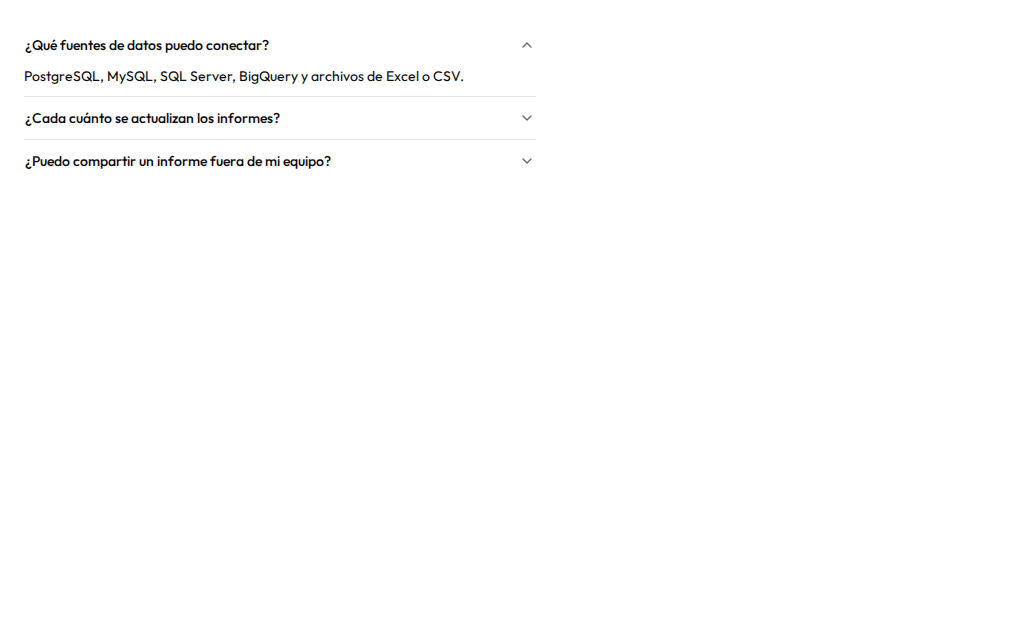 ¿Qué fuentes de datos puedo conectar?
PostgreSQL, MySQL, SQL Server, BigQuery y archivos de Excel o CSV.
¿Cada cuánto se actualizan los informes?
¿Puedo compartir un informe fuera de mi equipo?